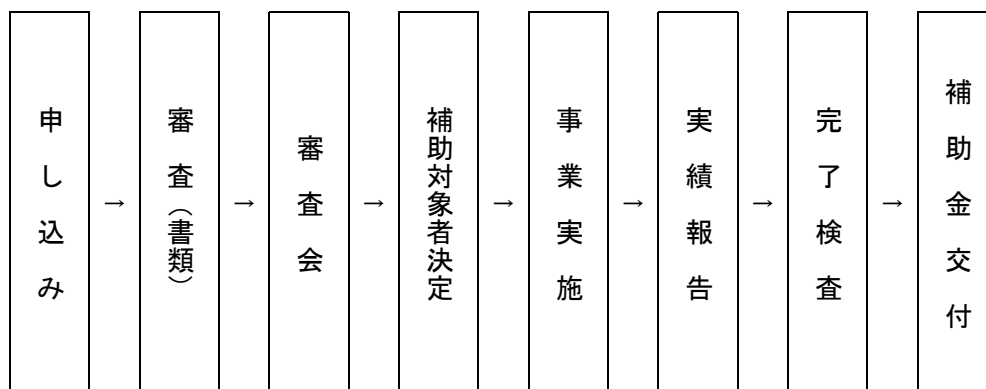 申し込み
→
審査(書類)
→
審査会
→
補助対象者決定
→
事業実施
→
実績報告
→
完了検査
→
補助金交付